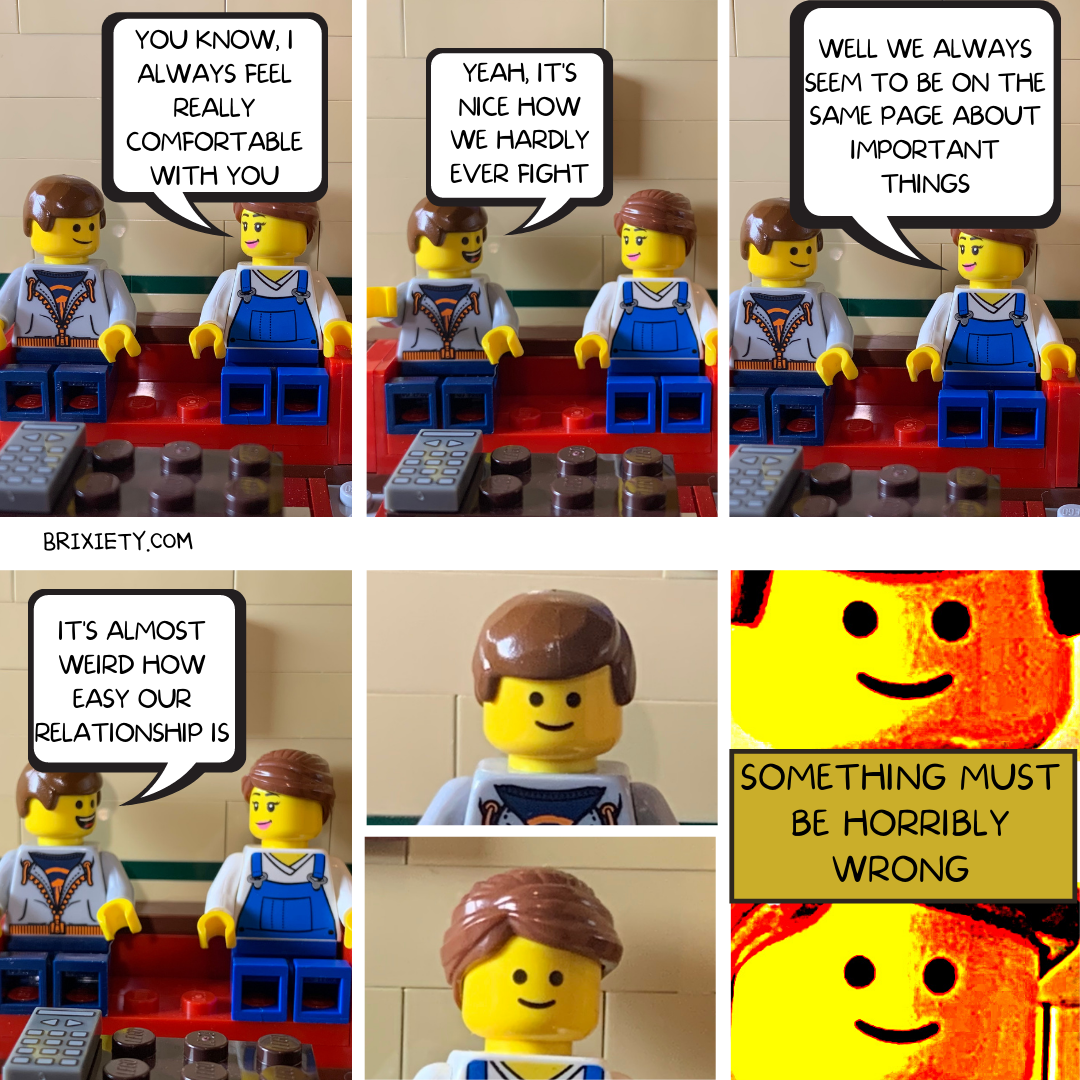 YOU KNOW, I
ALWAYS FEEL
REALLY
COMFORTABLE
WITH YOU
YEAH, IT'S
NICE HOW
WE HARDLY
EVER FIGHT
WELL WE ALWAYS
SEEM TO BE ON THE
SAME PAGE ABOUT
IMPORTANT
THINGS
BRIXIETY.COM
IT'S ALMOST
WEIRD HOW
EASY OUR
RELATIONSHIP IS
SOMETHING MUST
BE HORRIBLY
WRONG